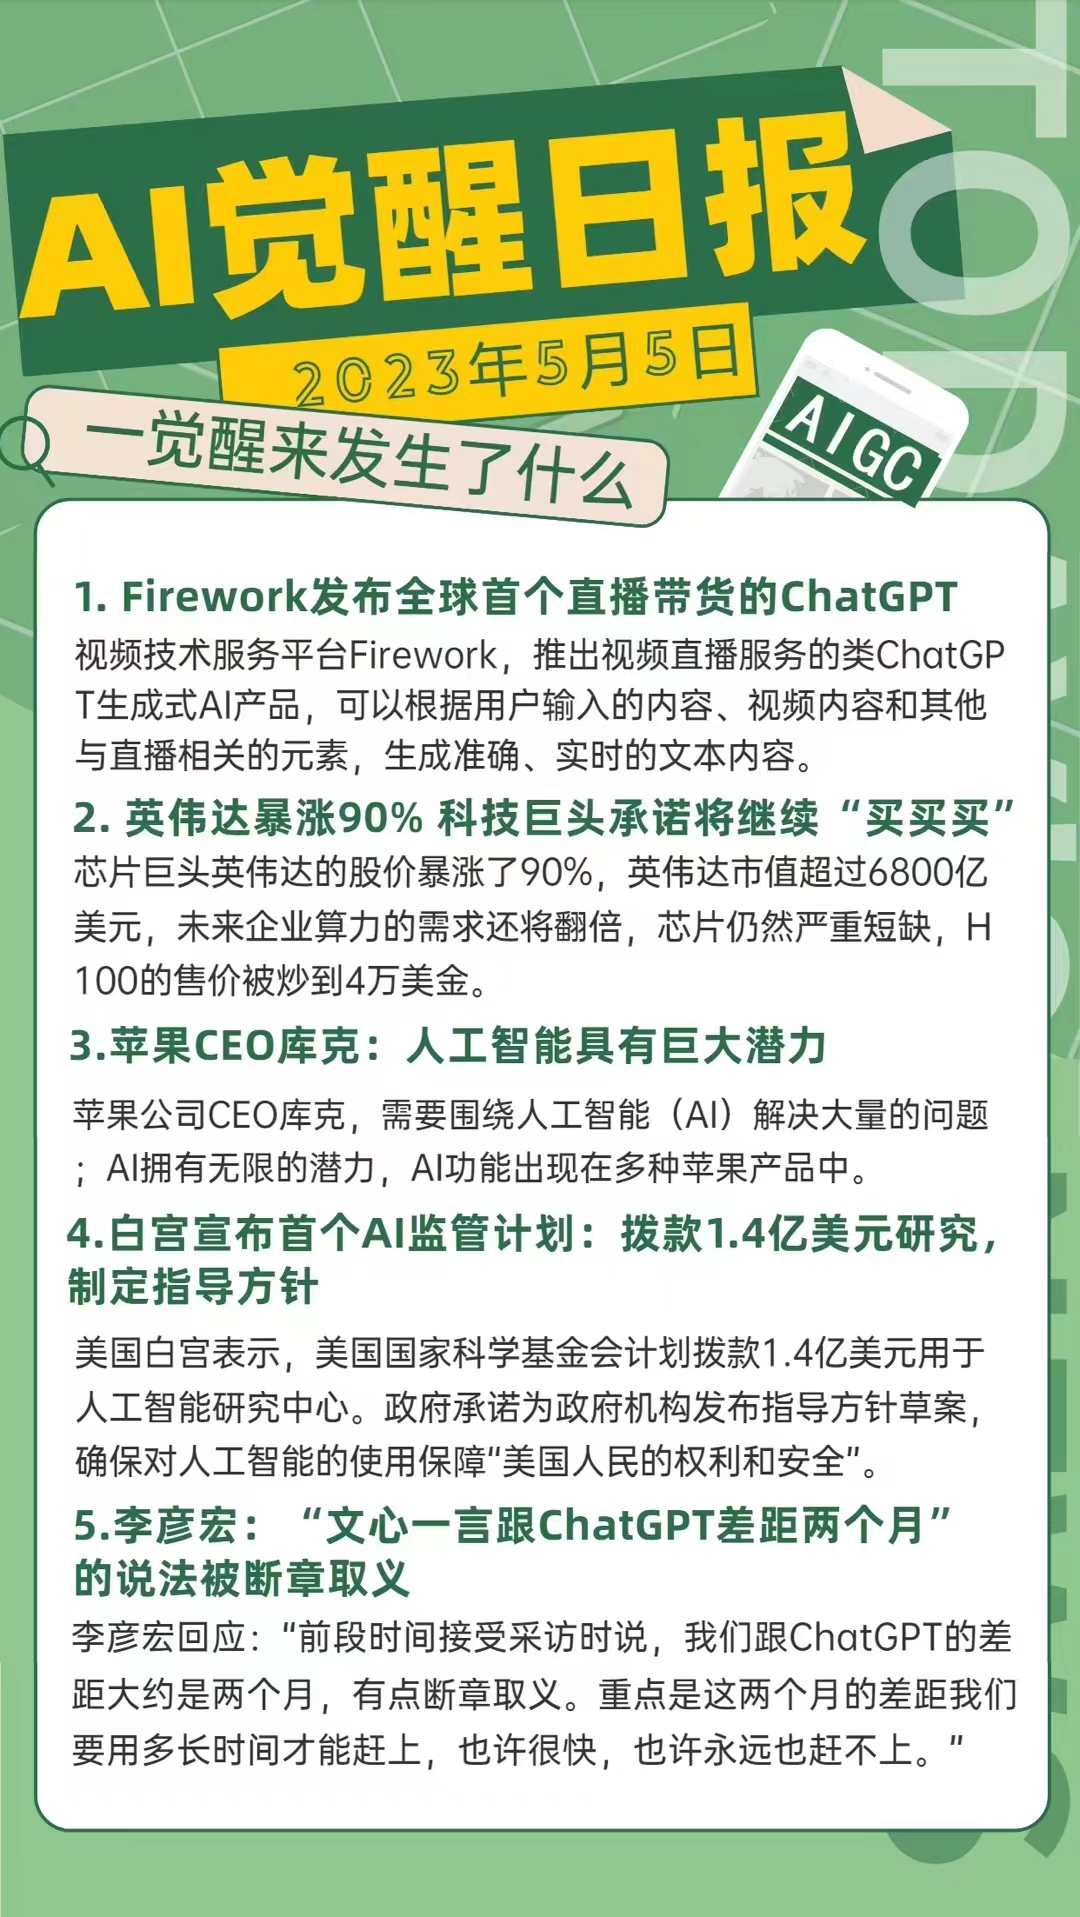 AI觉醒日报
2023年5月5日
一觉醒来发生了什么
AIGC
1. Firework发布全球首个直播带货的ChatGPT
视频技术服务平台Firework，推出视频直播服务的类ChatGP
T生成式AI产品，可以根据用户输入的内容、视频内容和其他
与直播相关的元素，生成准确、实时的文本内容。
2. 英伟达暴涨90% 科技巨头承诺将继续“买买买”
芯片巨头英伟达的股价暴涨了90%，英伟达市值超过6800亿
美元，未来企业算力的需求还将翻倍，芯片仍然严重短缺，H
100的售价被炒到4万美金。
3.苹果CEO库克：人工智能具有巨大潜力
苹果公司CEO库克，需要围绕人工智能（AI）解决大量的问题
；AI拥有无限的潜力，AI功能出现在多种苹果产品中。
4.白宫宣布首个AI监管计划：拨款1.4亿美元研究，
制定指导方针
美国白宫表示，美国国家科学基金会计划拨款1.4亿美元用于
人工智能研究中心。政府承诺为政府机构发布指导方针草案，
确保对人工智能的使用保障“美国人民的权利和安全”。
5.李彦宏：“文心一言跟ChatGPT差距两个月”
的说法被断章取义
李彦宏回应：“前段时间接受采访时说，我们跟ChatGPT的差
距大约是两个月，有点断章取义。重点是这两个月的差距我们
要用多长时间才能赶上，也许很快，也许永远也赶不上。”